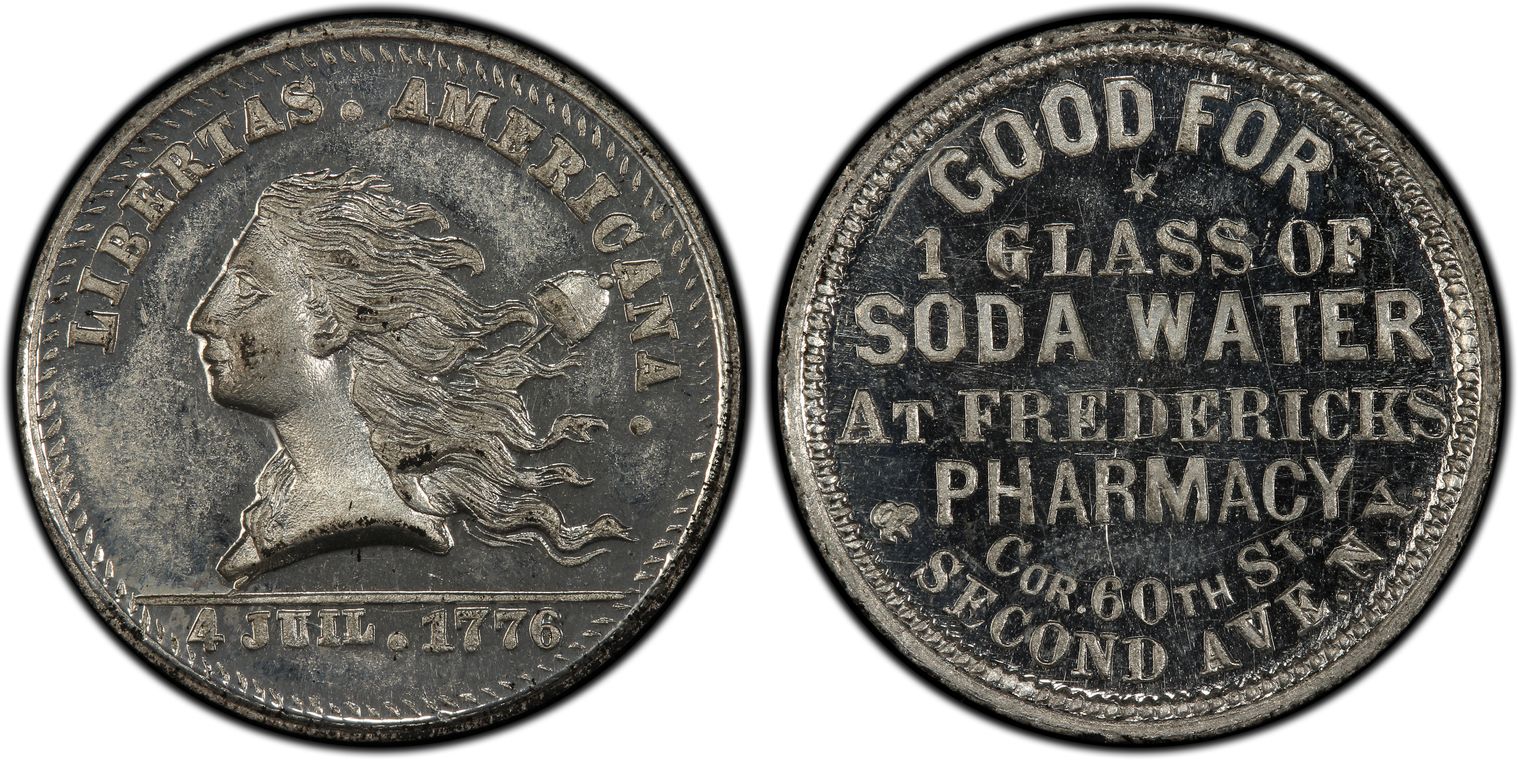 LIBERTAS . AMERICANA .
4 JUIL . 1776
GOOD FOR
1 GLASS OF
SODA WATER
AT FREDERICKS
PHARMACY
COR. 60TH ST.
& SECOND AVE. N. Y.